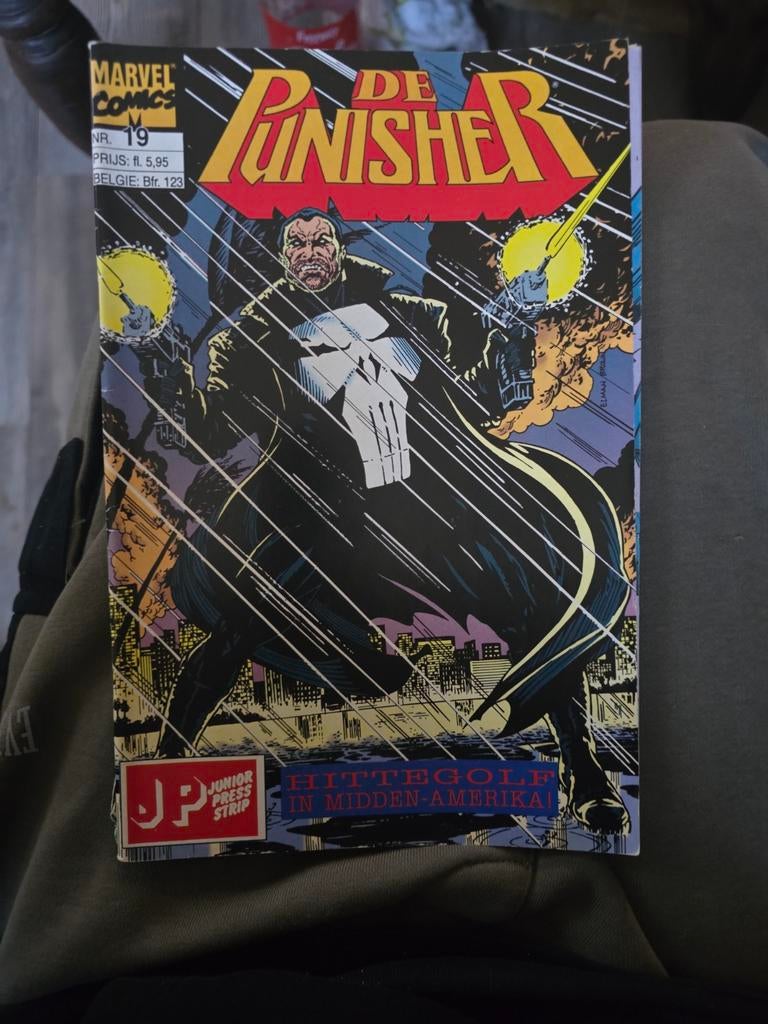 MARVEL
COMICS
NR. 19
PRIJS: fl. 5,95
BELGIE: Bfr. 123
DE
PUNISHER
JP JUNIOR
PRESS
STRIP
HITTEGOLF
IN MIDDEN-AMERIKA!